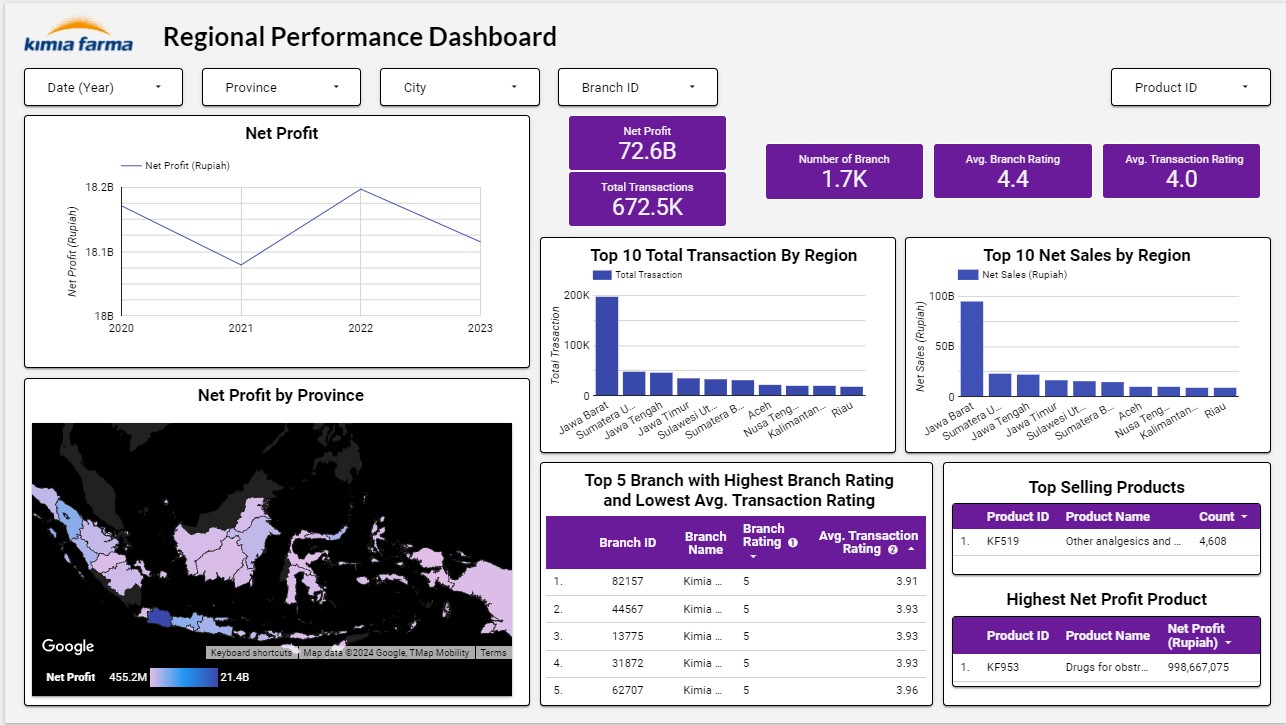 kimia farma
Regional Performance Dashboard
Date (Year)
Province
City
Branch ID
Product ID
Net Profit
Net Profit (Rupiah)
Net Profit (Rupiah)
18.2B
18.1B
18B
2020 2021 2022 2023
Net Profit
72.6B
Total Transactions
672.5K
Number of Branch
1.7K
Avg. Branch Rating
4.4
Avg. Transaction Rating
4.0
Top 10 Total Transaction By Region
Total Trasaction
Total Trasaction
200K
100K
0
Jawa Barat
Sumatera U...
Jawa Tengah
Jawa Timur
Sulawesi Ut...
Sumatera B...
Aceh
Nusa Teng...
Kalimantan...
Riau
Top 10 Net Sales by Region
Net Sales (Rupiah)
Net Sales (Rupiah)
100B
50B
0
Jawa Barat
Sumatera U...
Jawa Tengah
Jawa Timur
Sulawesi Ut...
Sumatera B...
Aceh
Nusa Teng...
Kalimantan...
Riau
Net Profit by Province
Google
Keyboard shortcuts Map data ©2024 Google, TMap Mobility Terms
Net Profit 455.2M 21.4B
Top 5 Branch with Highest Branch Rating
and Lowest Avg. Transaction Rating
Branch ID Branch Name Branch Rating 1 Avg. Transaction Rating 2
1. 82157 Kimia ... 5 3.91
2. 44567 Kimia ... 5 3.93
3. 13775 Kimia ... 5 3.93
4. 31872 Kimia ... 5 3.93
5. 62707 Kimia ... 5 3.96
Top Selling Products
Product ID Product Name Count
1. KF519 Other analgesics and ... 4,608
Highest Net Profit Product
Product ID Product Name Net Profit (Rupiah)
1. KF953 Drugs for obstr... 998,667,075